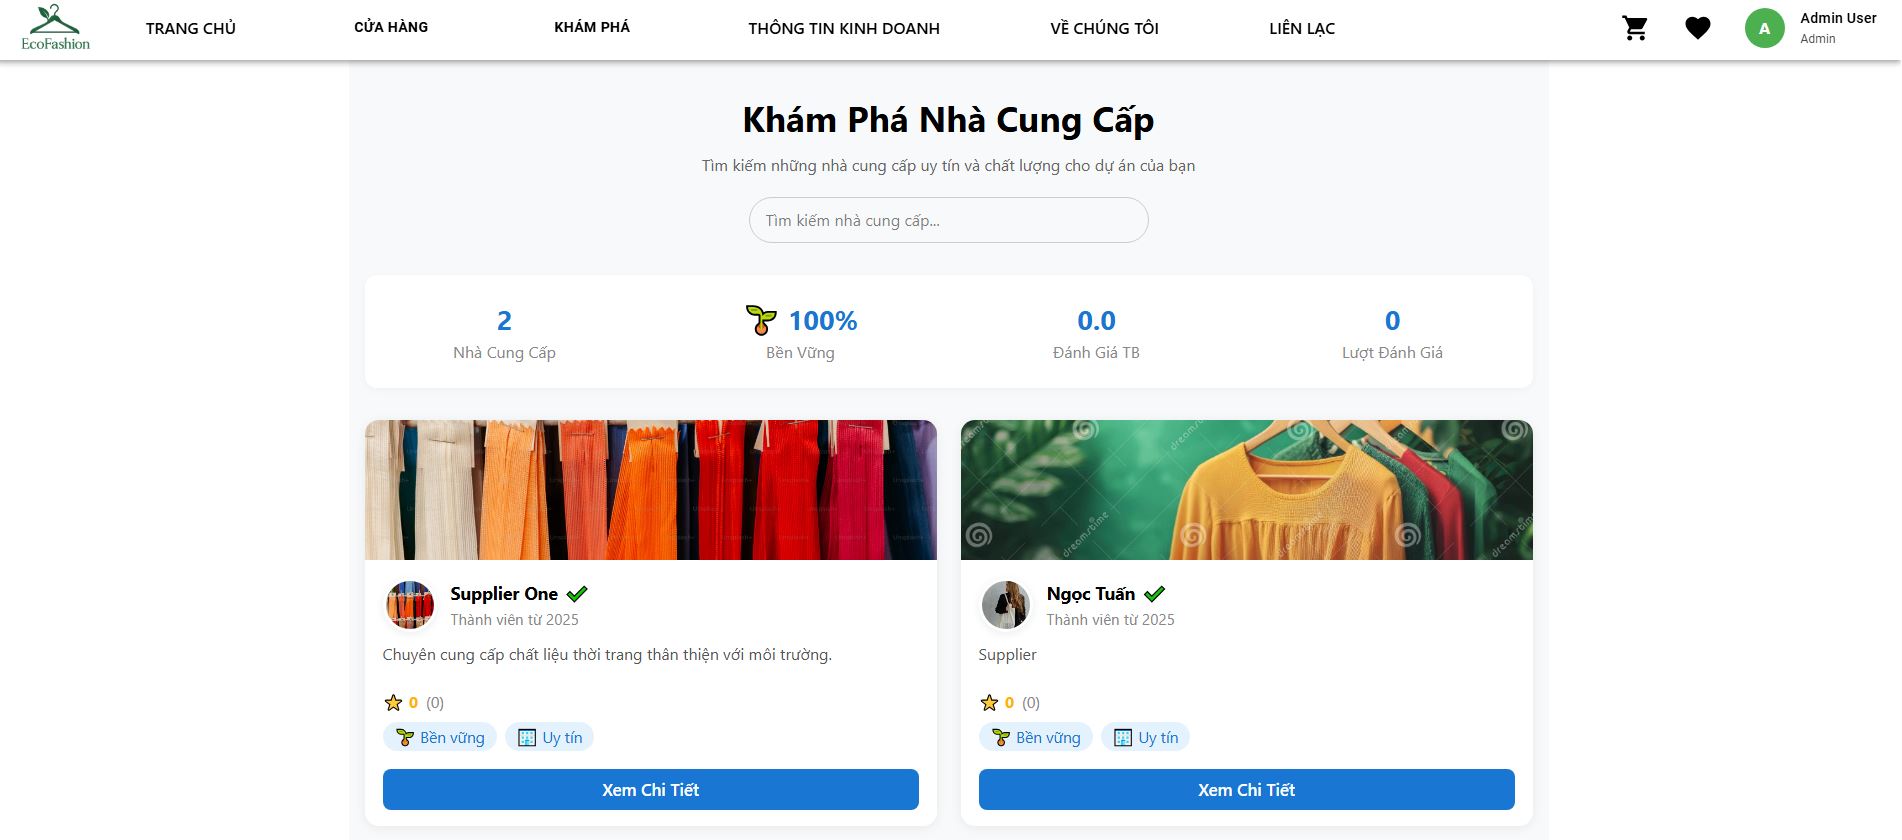 EcoFashion
TRANG CHỦ
CỬA HÀNG
KHÁM PHÁ
THÔNG TIN KINH DOANH
VỀ CHÚNG TÔI
LIÊN LẠC
A
Admin User
Admin
Khám Phá Nhà Cung Cấp
Tìm kiếm những nhà cung cấp uy tín và chất lượng cho dự án của bạn
Tìm kiếm nhà cung cấp...
2
Nhà Cung Cấp
100%
Bền Vững
0.0
Đánh Giá TB
0
Lượt Đánh Giá
Supplier One
Thành viên từ 2025
Chuyên cung cấp chất liệu thời trang thân thiện với môi trường.
0 (0)
Bền vững
Uy tín
Xem Chi Tiết
dreamstime
dreamstime
dreamstime
Ngọc Tuấn
Thành viên từ 2025
Supplier
0 (0)
Bền vững
Uy tín
Xem Chi Tiết